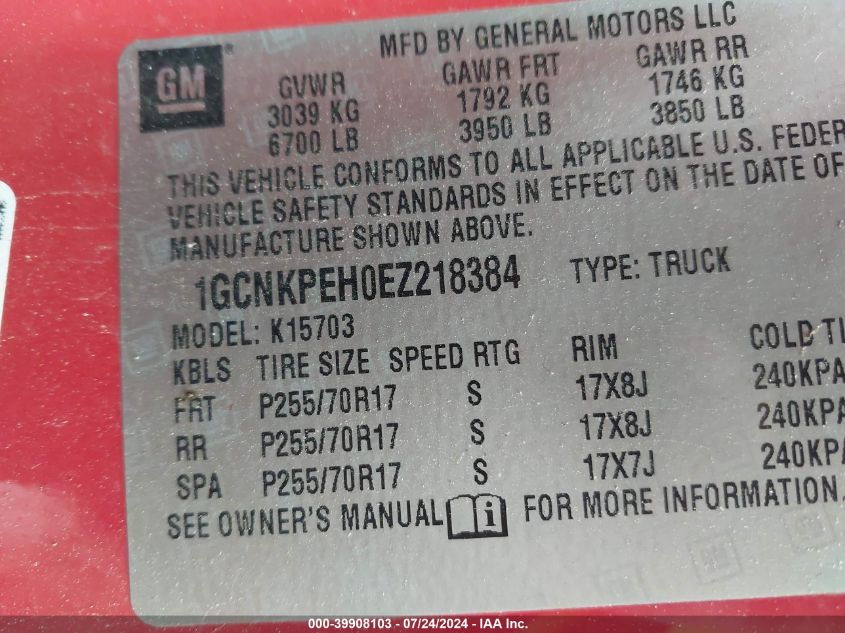 MFD BY GENERAL MOTORS LLC
GM®
GVWR GAWR FRT GAWR RR
3039 KG 1792 KG 1746 KG
6700 LB 3950 LB 3850 LB
THIS VEHICLE CONFORMS TO ALL APPLICABLE U.S. FEDER
VEHICLE SAFETY STANDARDS IN EFFECT ON THE DATE OF
MANUFACTURE SHOWN ABOVE.
1GCNKPEH0EZ218384 TYPE: TRUCK
MODEL: K15703
KBLS TIRE SIZE SPEED RTG RIM COLD TI
FRT P255/70R17 S 17X8J 240KPA
RR P255/70R17 S 17X8J 240KPA
SPA P255/70R17 S 17X7J 240KPA
SEE OWNER'S MANUAL i FOR MORE INFORMATION.
000-39908103 - 07/24/2024 - IAA Inc.